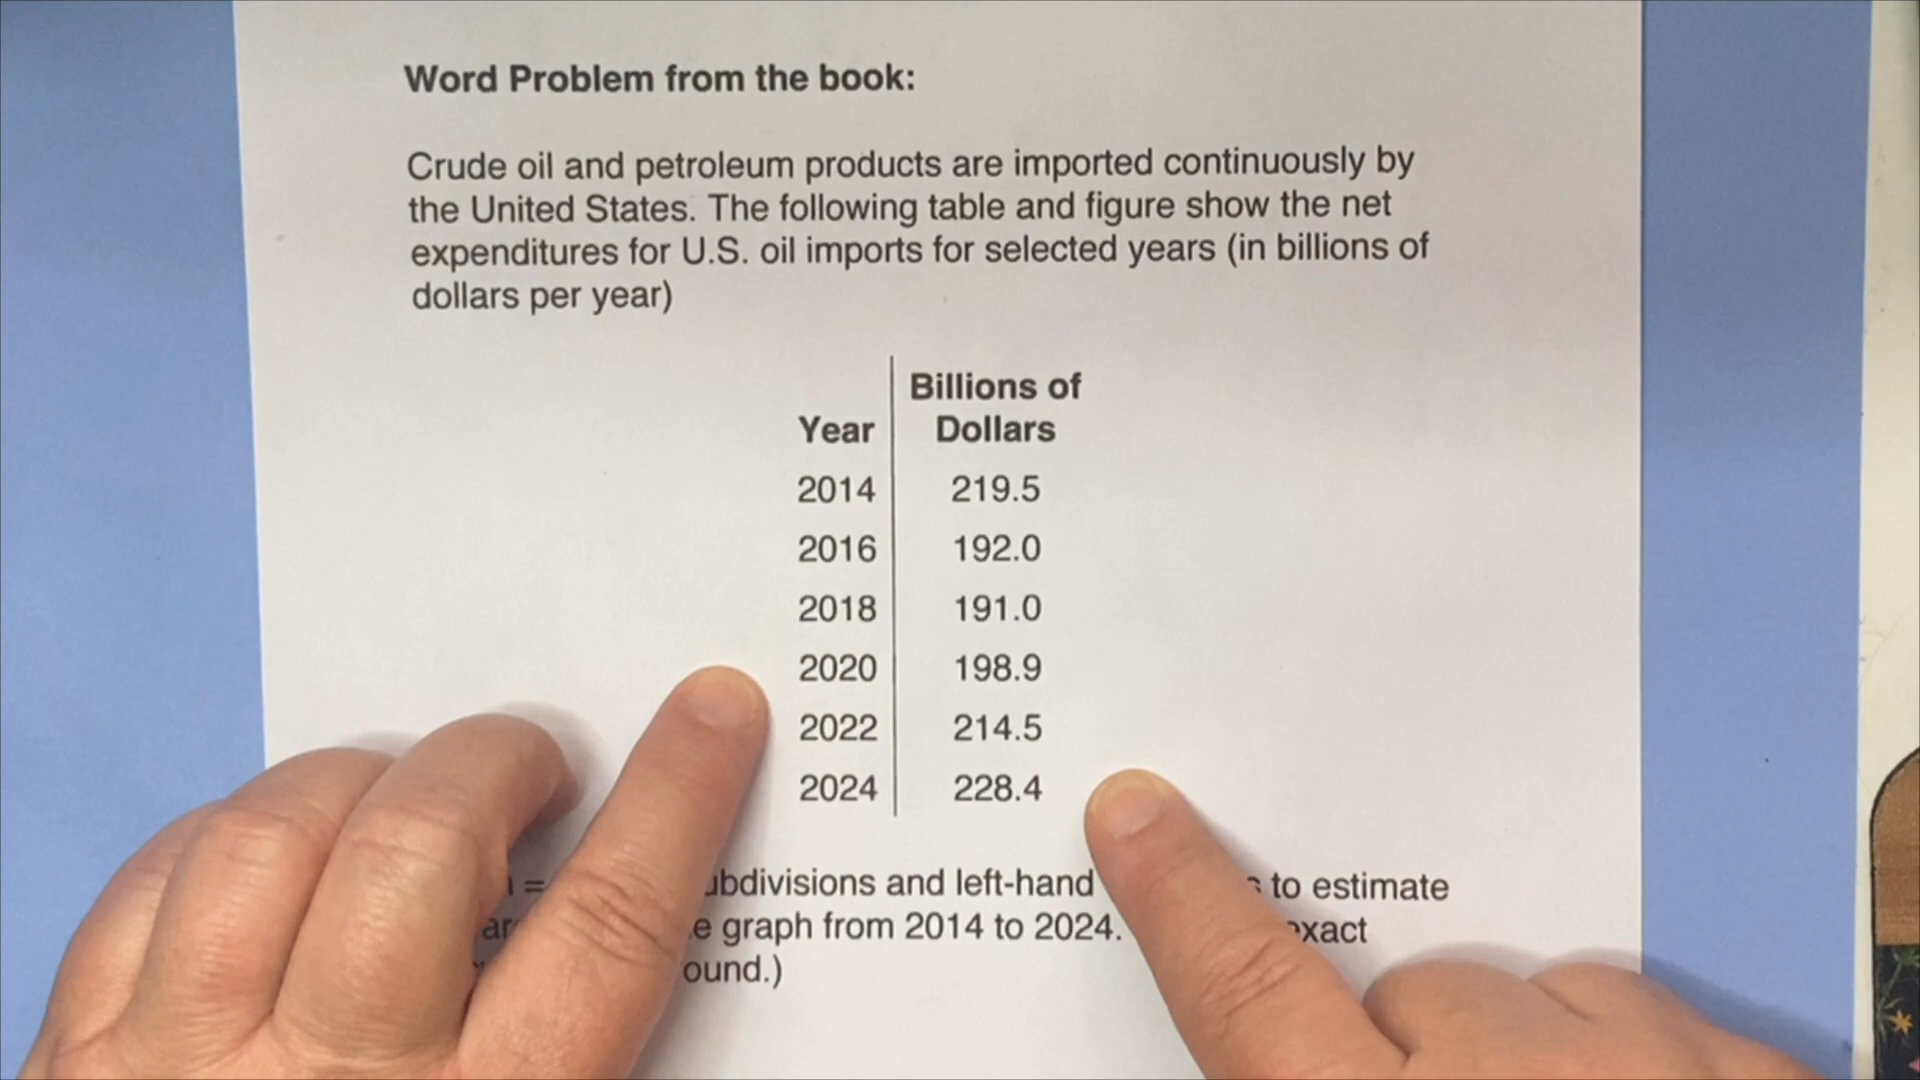 Word Problem from the book:
Crude oil and petroleum products are imported continuously by
the United States. The following table and figure show the net
expenditures for U.S. oil imports for selected years (in billions of
dollars per year)
Billions of
Year Dollars
2014 219.5
2016 192.0
2018 191.0
2020 198.9
2022 214.5
2024 228.4
= and left-hand to estimate
graph from 2014 to 2024.